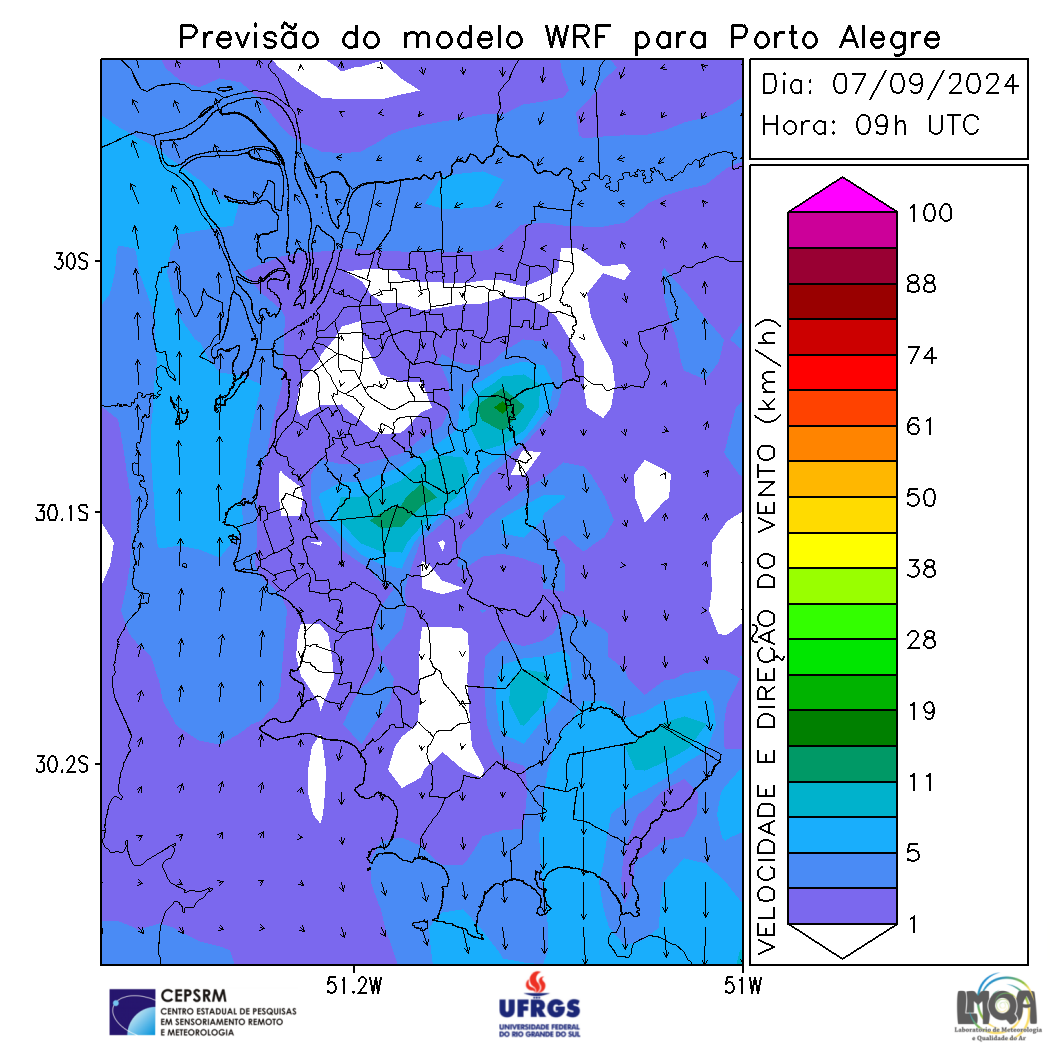 Previsão do modelo WRF para Porto Alegre
Dia: 07/09/2024
Hora: 09h UTC
30S
30.1S
30.2S
51.2W
51W
VELOCIDADE E DIREÇÃO DO VENTO (km/h)
100
88
74
61
50
38
28
19
11
5
1
CEPSRM
CENTRO ESTADUAL DE PESQUISAS
EM SENSORIAMENTO REMOTO
E METEOROLOGIA
UFRGS
UNIVERSIDADE FEDERAL
DO RIO GRANDE DO SUL
LMQA
Laboratório de Meteorologia
e Qualidade do Ar